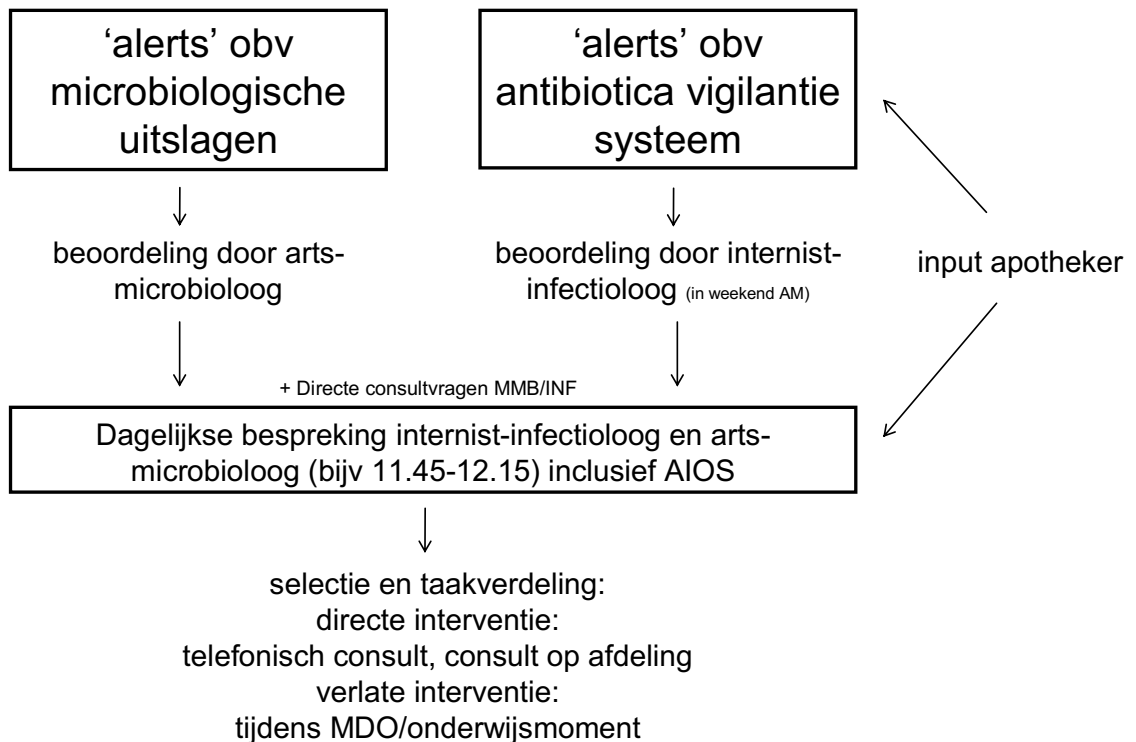 ‘alerts’ obv
microbiologische
uitslagen
‘alerts’ obv
antibiotica vigilantie
systeem
beoordeling door arts-
microbioloog
beoordeling door internist-
infectioloog (in weekend AM)
input apotheker
+ Directe consultvragen MMB/INF
Dagelijkse bespreking internist-infectioloog en arts-
microbioloog (bijv 11.45-12.15) inclusief AIOS
selectie en taakverdeling:
directe interventie:
telefonisch consult, consult op afdeling
verlate interventie:
tijdens MDO/onderwijsmoment